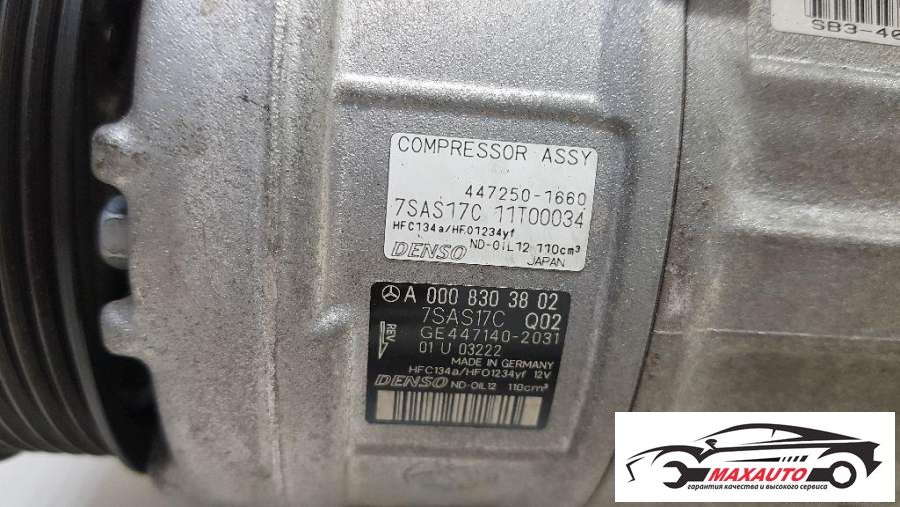 SB3-40
COMPRESSOR ASSY
447250-1660
7SAS17C 11T00034
HFC134a/HFO1234yf
DENSO ND-OIL12 110cm³
JAPAN
A 000 830 38 02
7SAS17C Q02
REV.
GE447140-2031
01 U 03222
MADE IN GERMANY
HFC134a/HFO1234yf 12V
DENSO ND-OIL12 110cm³
MAXAUTO
гарантия качества и высокого сервиса